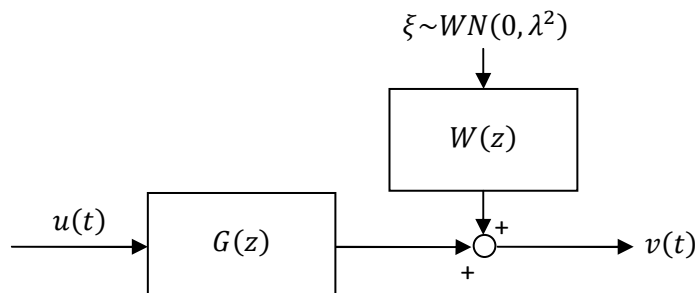 ξ~WN(0, λ²)
W(z)
u(t)
G(z)
+
+
v(t)